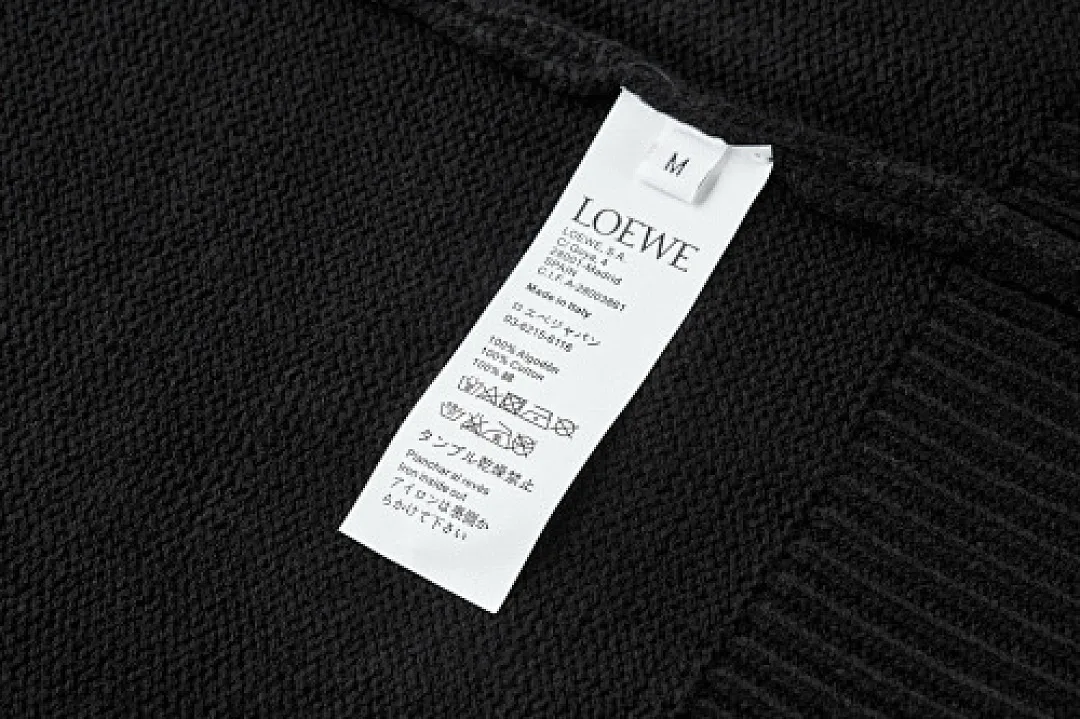 M
LOEWE
LOEWE, S.A.
C/ Goya, 4
28001-Madrid
SPAIN
C.I.F. A-28003861
Made in Italy
ロエベジャパン
03-6215-6116
100% Algodón
100% Cotton
100% 綿
タンブル乾燥禁止
Planchar al revés
Iron inside out
アイロンは裏側か
らかけて下さい